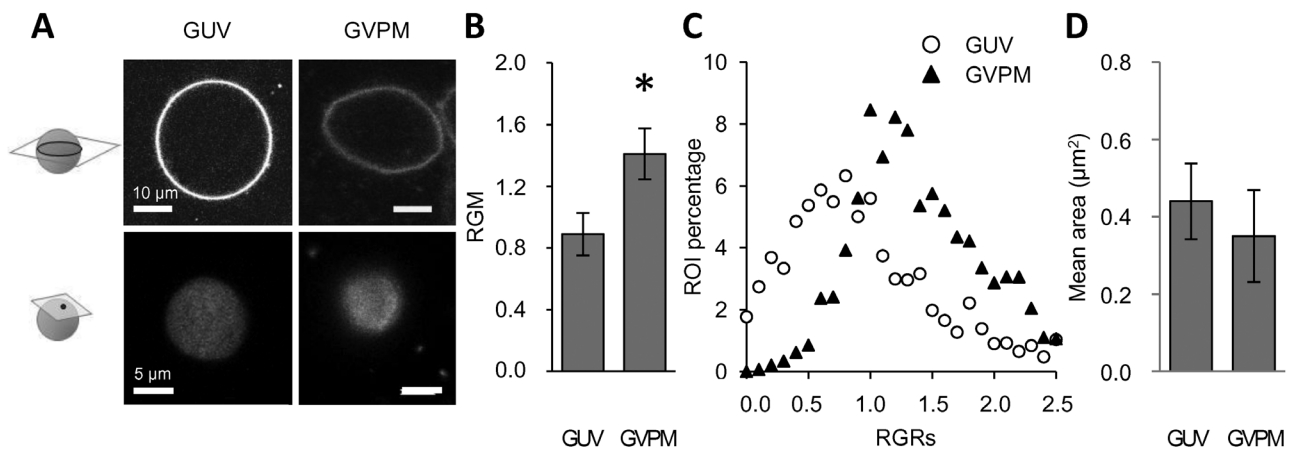 A
GUV
GVPM
10 µm
5 µm
B
RGM
2.0
1.6
1.2
0.8
0.4
0.0
*
GUV
GVPM
C
GUV
GVPM
ROI percentage
10
8
6
4
2
0
0.0
0.5
1.0
1.5
2.0
2.5
RGRs
D
Mean area (µm²)
0.8
0.6
0.4
0.2
0.0
GUV
GVPM